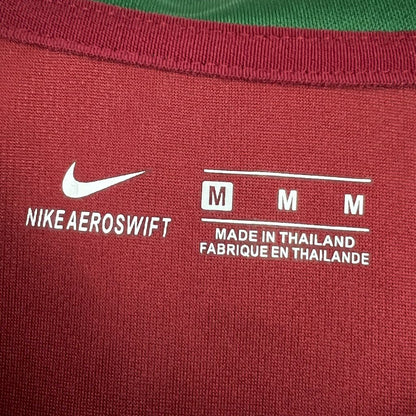 NIKE AEROSWIFT
M M M
MADE IN THAILAND
FABRIQUE EN THAILANDE